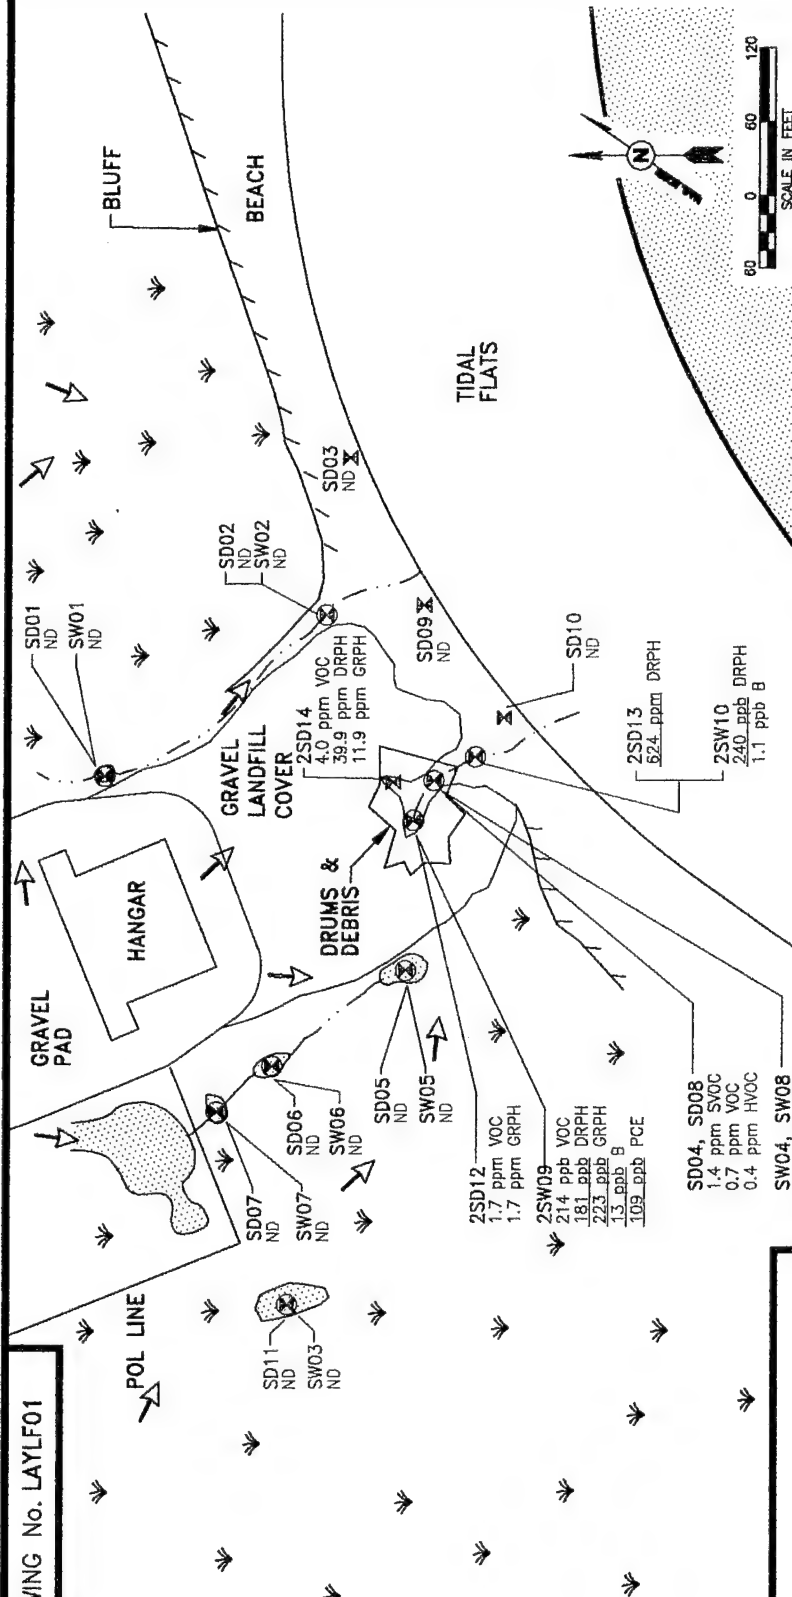 WING No. LAYLF01
POL LINE
GRAVEL
PAD
HANGAR
GRAVEL
LANDFILL
COVER
DRUMS &
DEBRIS
BLUFF
BEACH
TIDAL
FLATS
SD01
ND
SW01
ND
SD02
ND
SW02
ND
SD03
ND
SD09
ND
SD10
ND
2SD14
4.0 ppm VOC
39.9 ppm DRPH
11.9 ppm GRPH
2SD13
624 ppm DRPH
2SW10
240 ppb DRPH
1.1 ppb B
SD11
ND
SW03
ND
SD07
ND
SW07
ND
SD06
ND
SW06
ND
SD05
ND
SW05
ND
2SD12
1.7 ppm VOC
1.7 ppm GRPH
2SW09
214 ppb VOC
181 ppb DRPH
223 ppb GRPH
13 ppb B
109 ppb PCE
SD04, SD08
1.4 ppm SVOC
0.7 ppm VOC
0.4 ppm HVOC
SW04, SW08
N
60 0 60 120
SCALE IN FEET